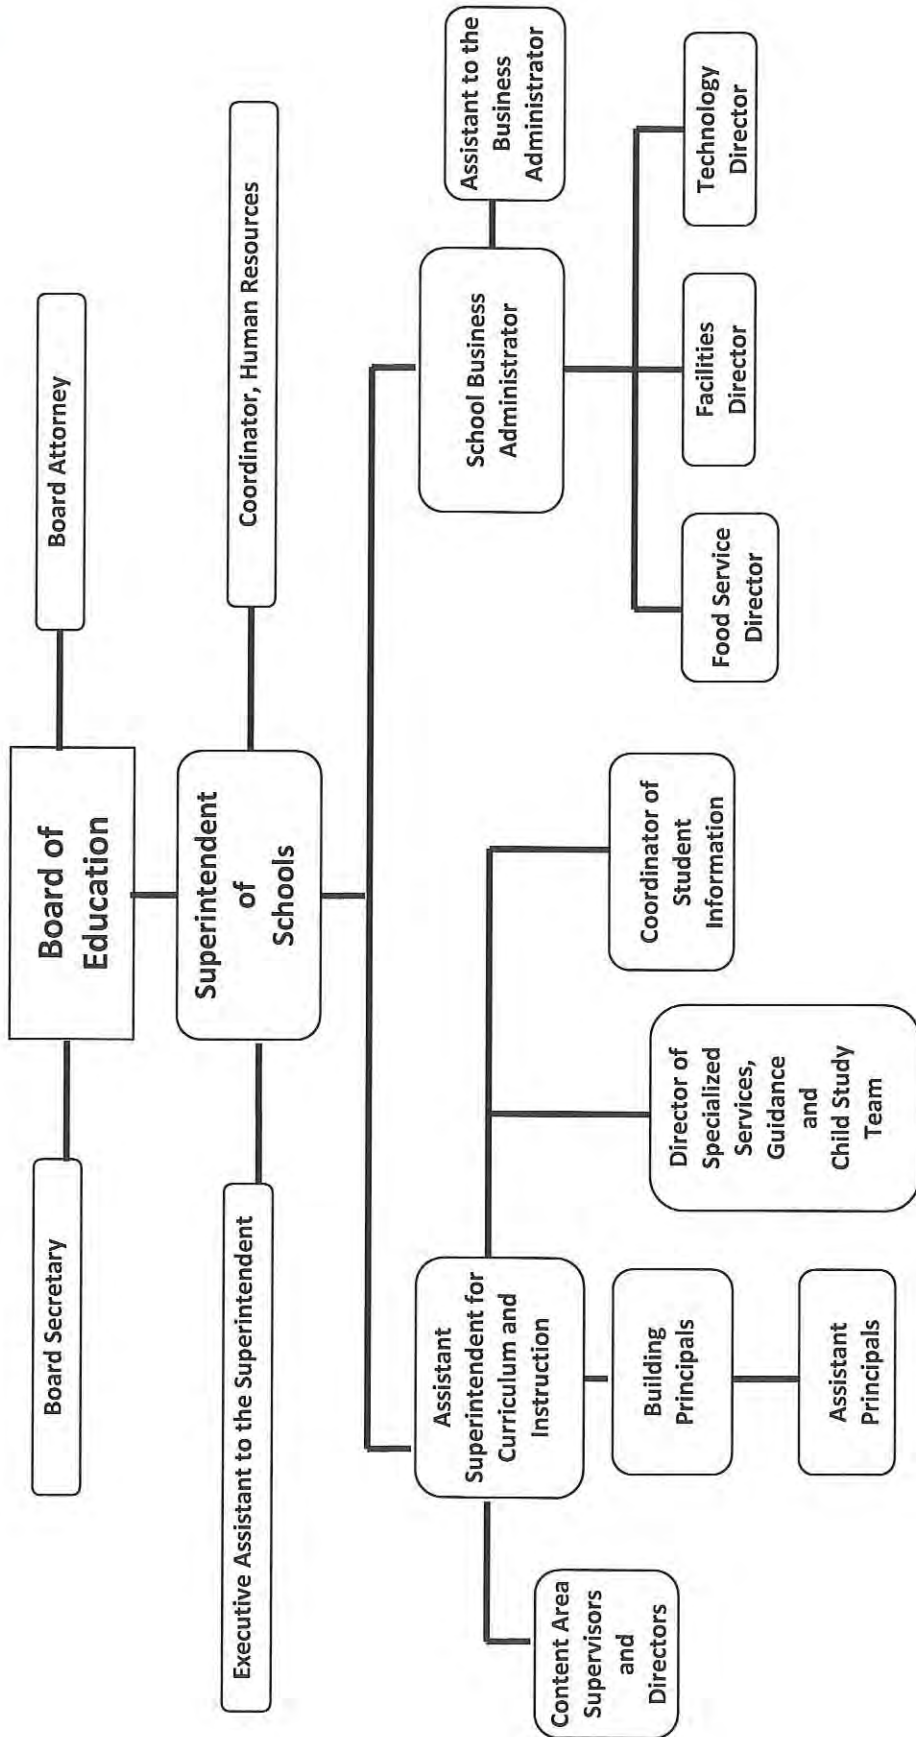 Board Secretary
Board of
Education
Board Attorney
Executive Assistant to the Superintendent
Superintendent
of
Schools
Coordinator, Human Resources
Assistant
Superintendent for
Curriculum and
Instruction
School Business
Administrator
Assistant to the
Business
Administrator
Content Area
Supervisors
and
Directors
Building
Principals
Assistant
Principals
Director of
Specialized
Services,
Guidance
and
Child Study
Team
Coordinator of
Student
Information
Food Service
Director
Facilities
Director
Technology
Director